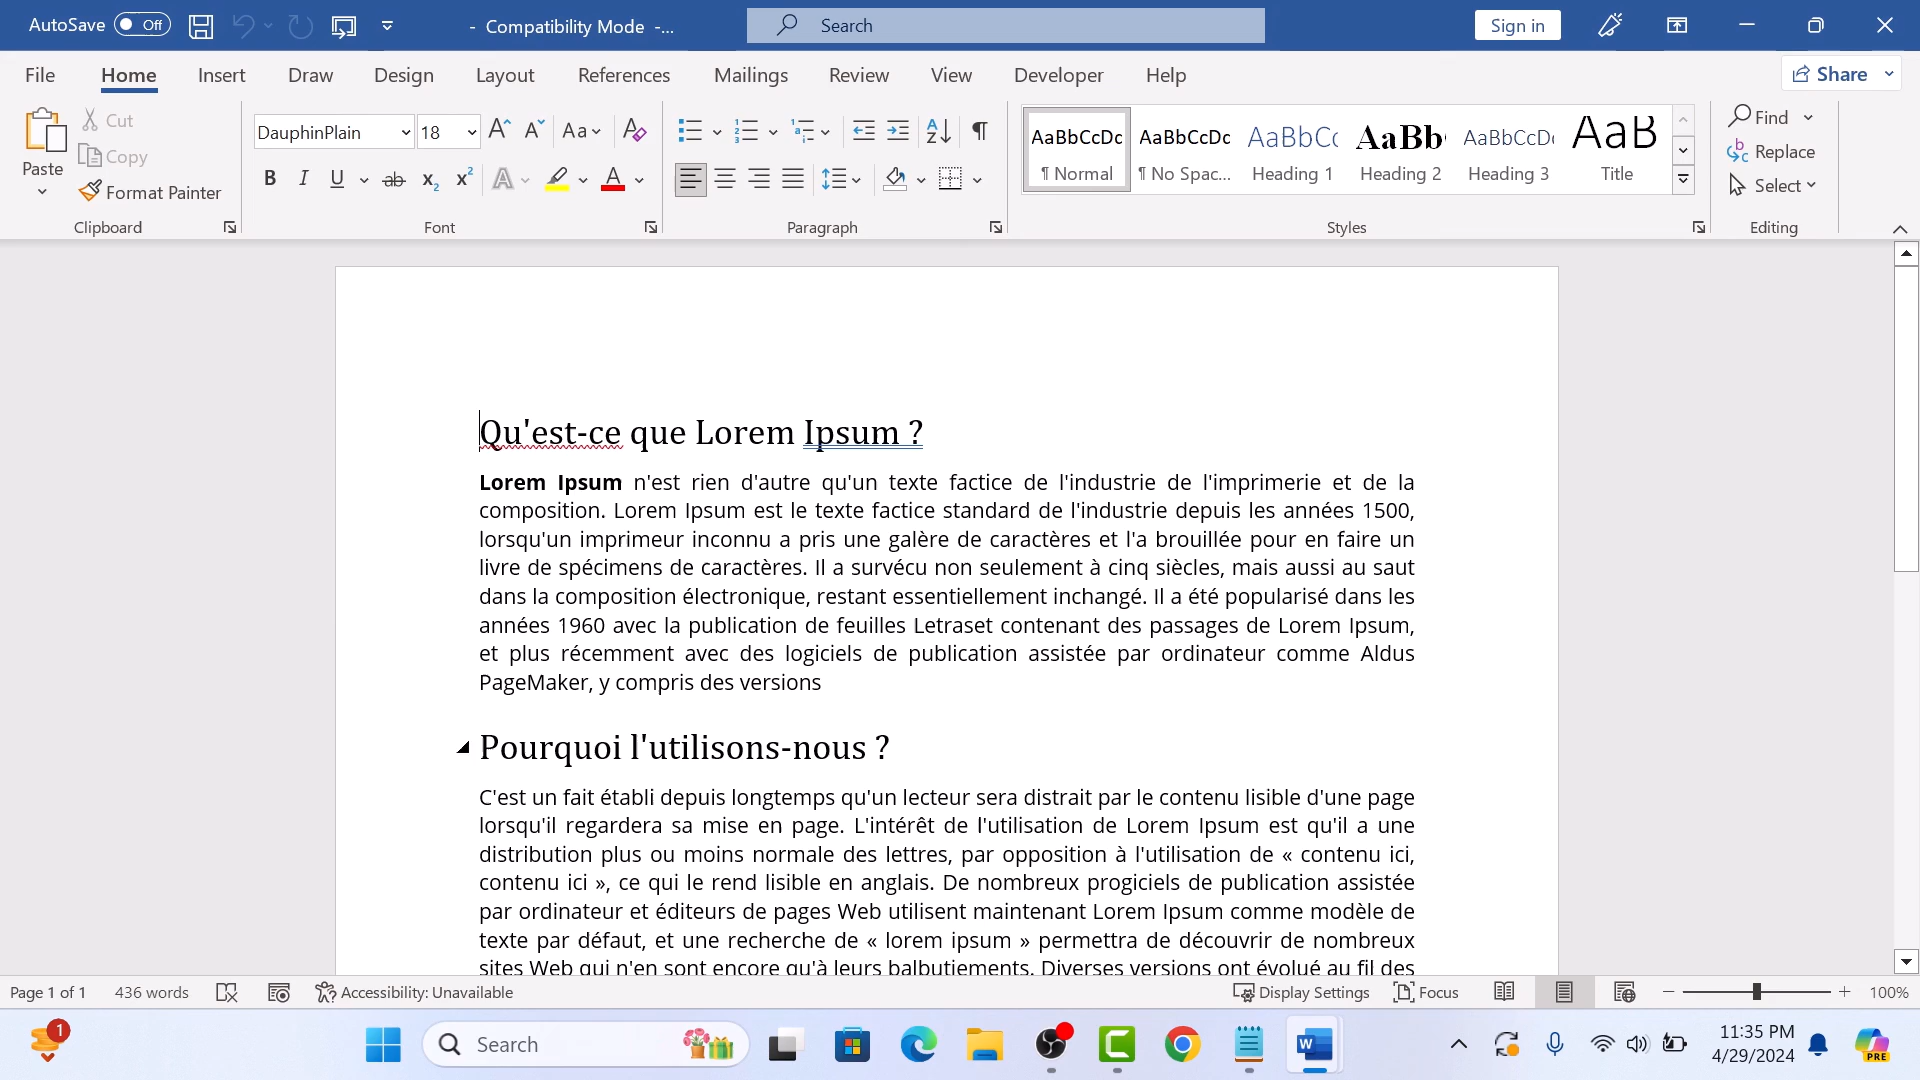 AutoSave Off - Compatibility Mode -... Search Sign in
File Home Insert Draw Design Layout References Mailings Review View Developer Help Share
Paste
Cut
Copy
Format Painter
Clipboard
DauphinPlain 18
Font
Paragraph
AaBbCcDc AaBbCcDc AaBbCc AaBb AaBbCcD AaB
¶ Normal ¶ No Spac... Heading 1 Heading 2 Heading 3 Title
Styles
Find
Replace
Select
Editing
Qu'est-ce que Lorem Ipsum ?
Lorem Ipsum n'est rien d'autre qu'un texte factice de l'industrie de l'imprimerie et de la
composition. Lorem Ipsum est le texte factice standard de l'industrie depuis les années 1500,
lorsqu'un imprimeur inconnu a pris une galère de caractères et l'a brouillée pour en faire un
livre de spécimens de caractères. Il a survécu non seulement à cinq siècles, mais aussi au saut
dans la composition électronique, restant essentiellement inchangé. Il a été popularisé dans les
années 1960 avec la publication de feuilles Letraset contenant des passages de Lorem Ipsum,
et plus récemment avec des logiciels de publication assistée par ordinateur comme Aldus
PageMaker, y compris des versions
Pourquoi l'utilisons-nous ?
C'est un fait établi depuis longtemps qu'un lecteur sera distrait par le contenu lisible d'une page
lorsqu'il regardera sa mise en page. L'intérêt de l'utilisation de Lorem Ipsum est qu'il a une
distribution plus ou moins normale des lettres, par opposition à l'utilisation de « contenu ici,
contenu ici », ce qui le rend lisible en anglais. De nombreux progiciels de publication assistée
par ordinateur et éditeurs de pages Web utilisent maintenant Lorem Ipsum comme modèle de
texte par défaut, et une recherche de « lorem ipsum » permettra de découvrir de nombreux
sites Web qui n'en sont encore qu'à leurs balbutiements. Diverses versions ont évolué au fil des
Page 1 of 1 436 words Accessibility: Unavailable Display Settings Focus 100%
1 Search 11:35 PM
4/29/2024
PRE